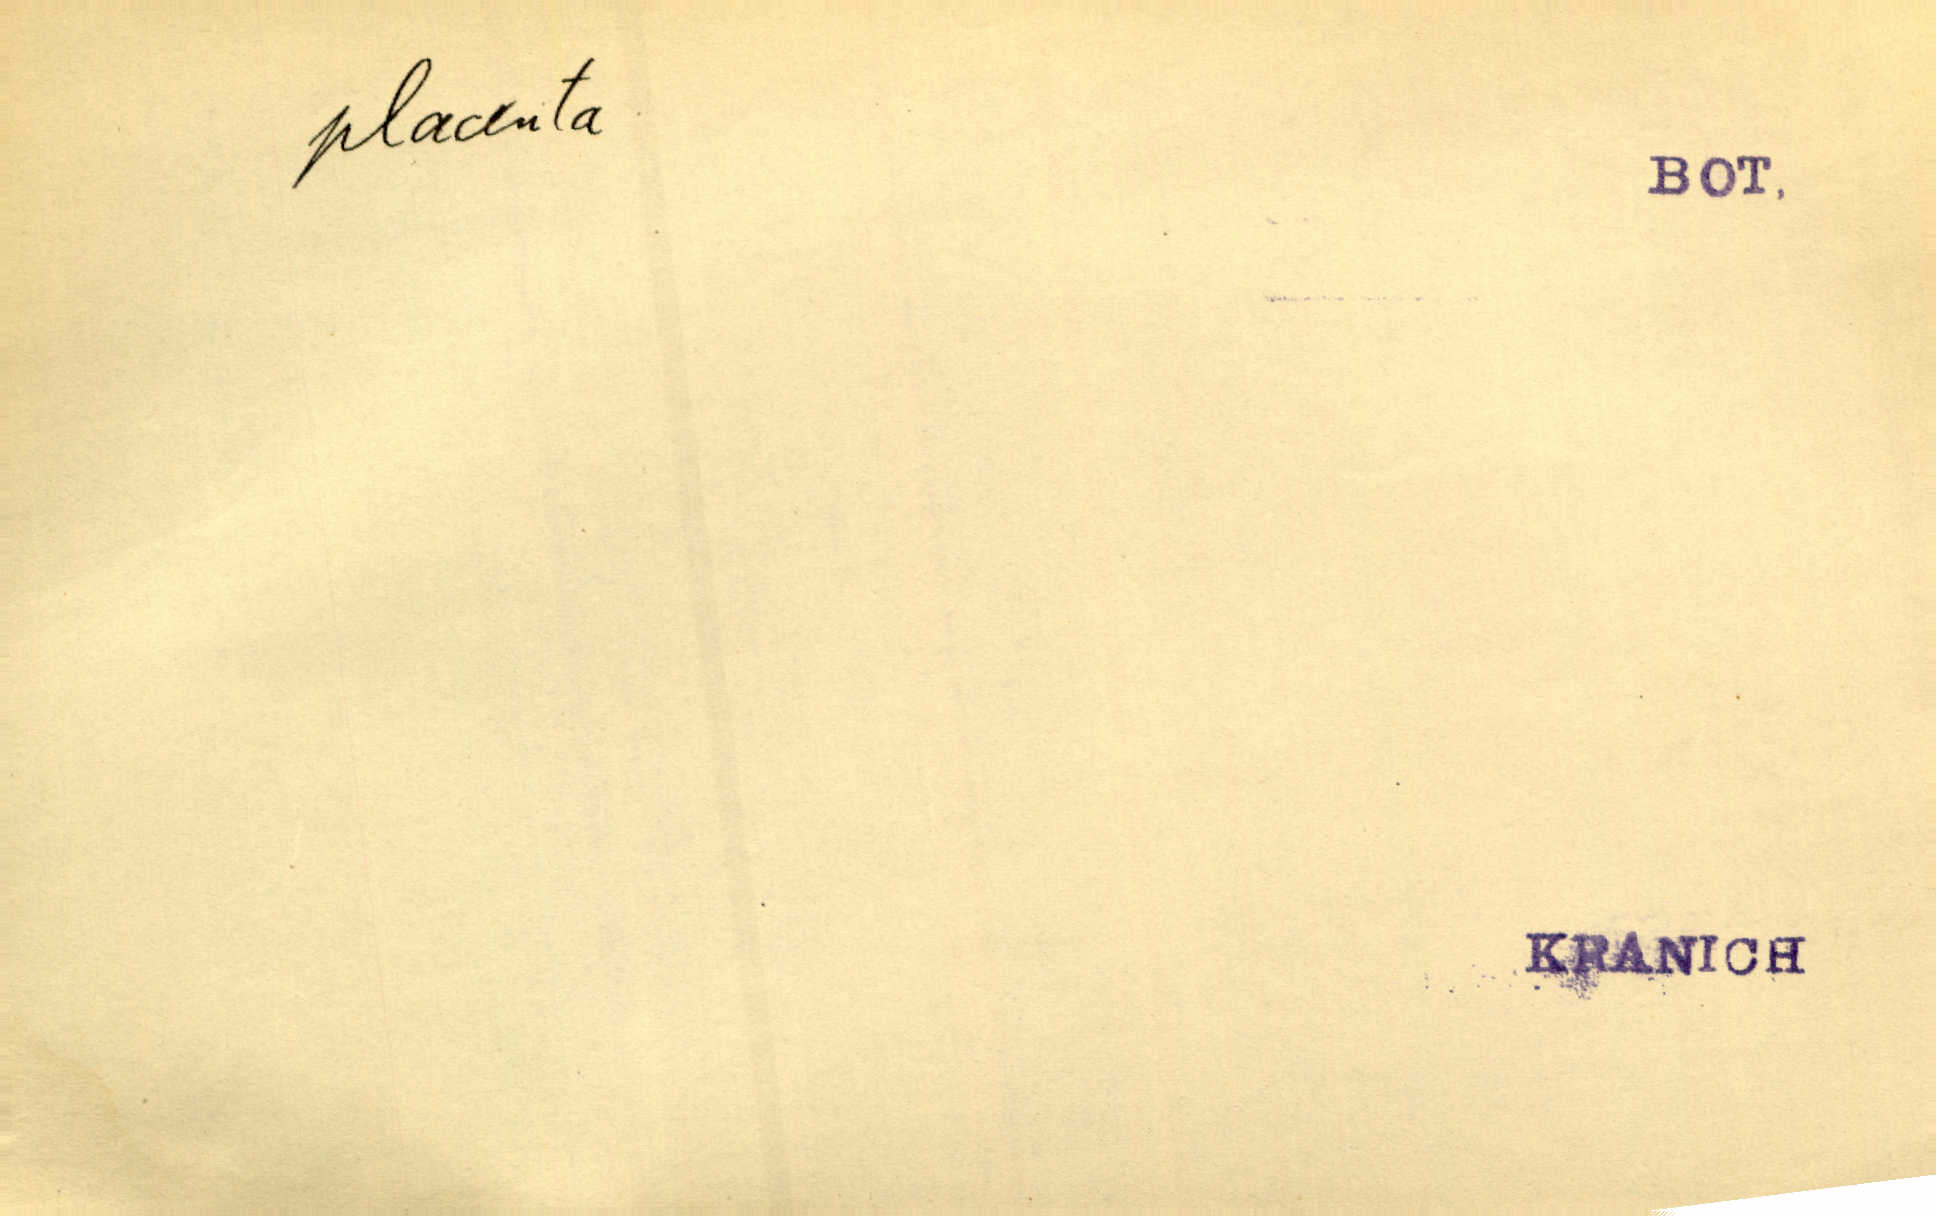 placenta
BOT.
KRANICH